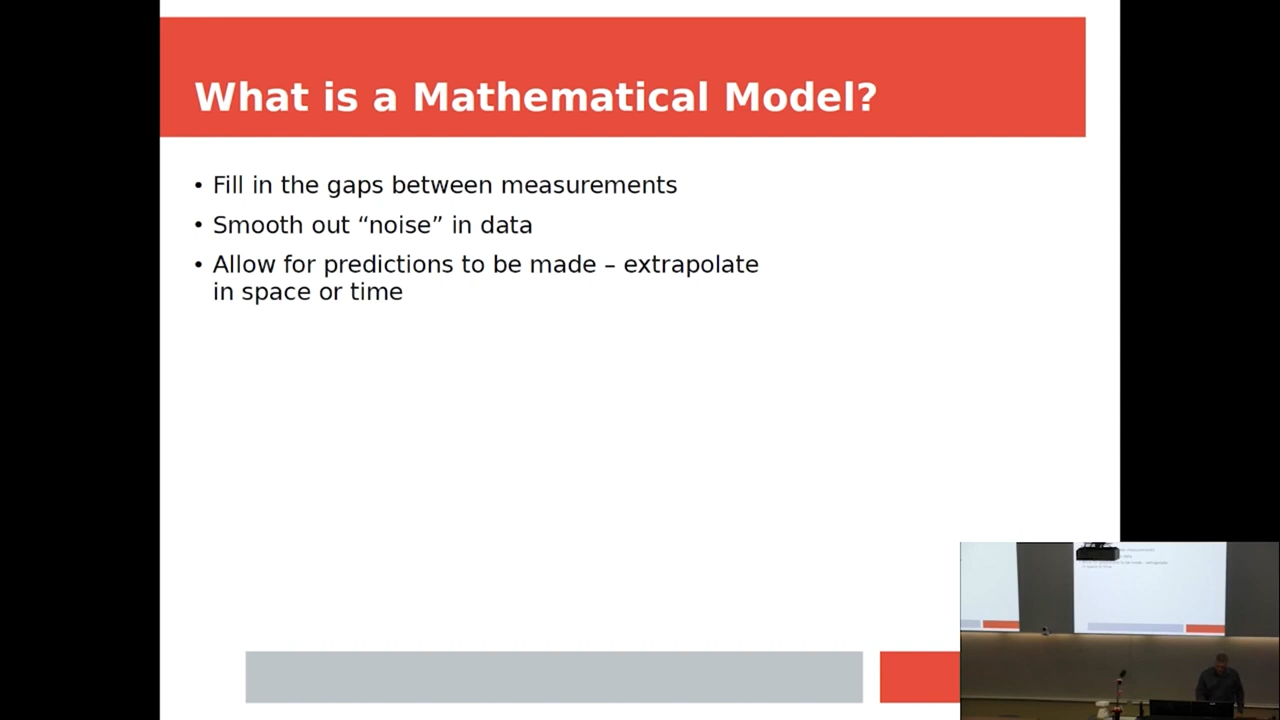 What is a Mathematical Model?
• Fill in the gaps between measurements
• Smooth out “noise” in data
• Allow for predictions to be made – extrapolate
in space or time